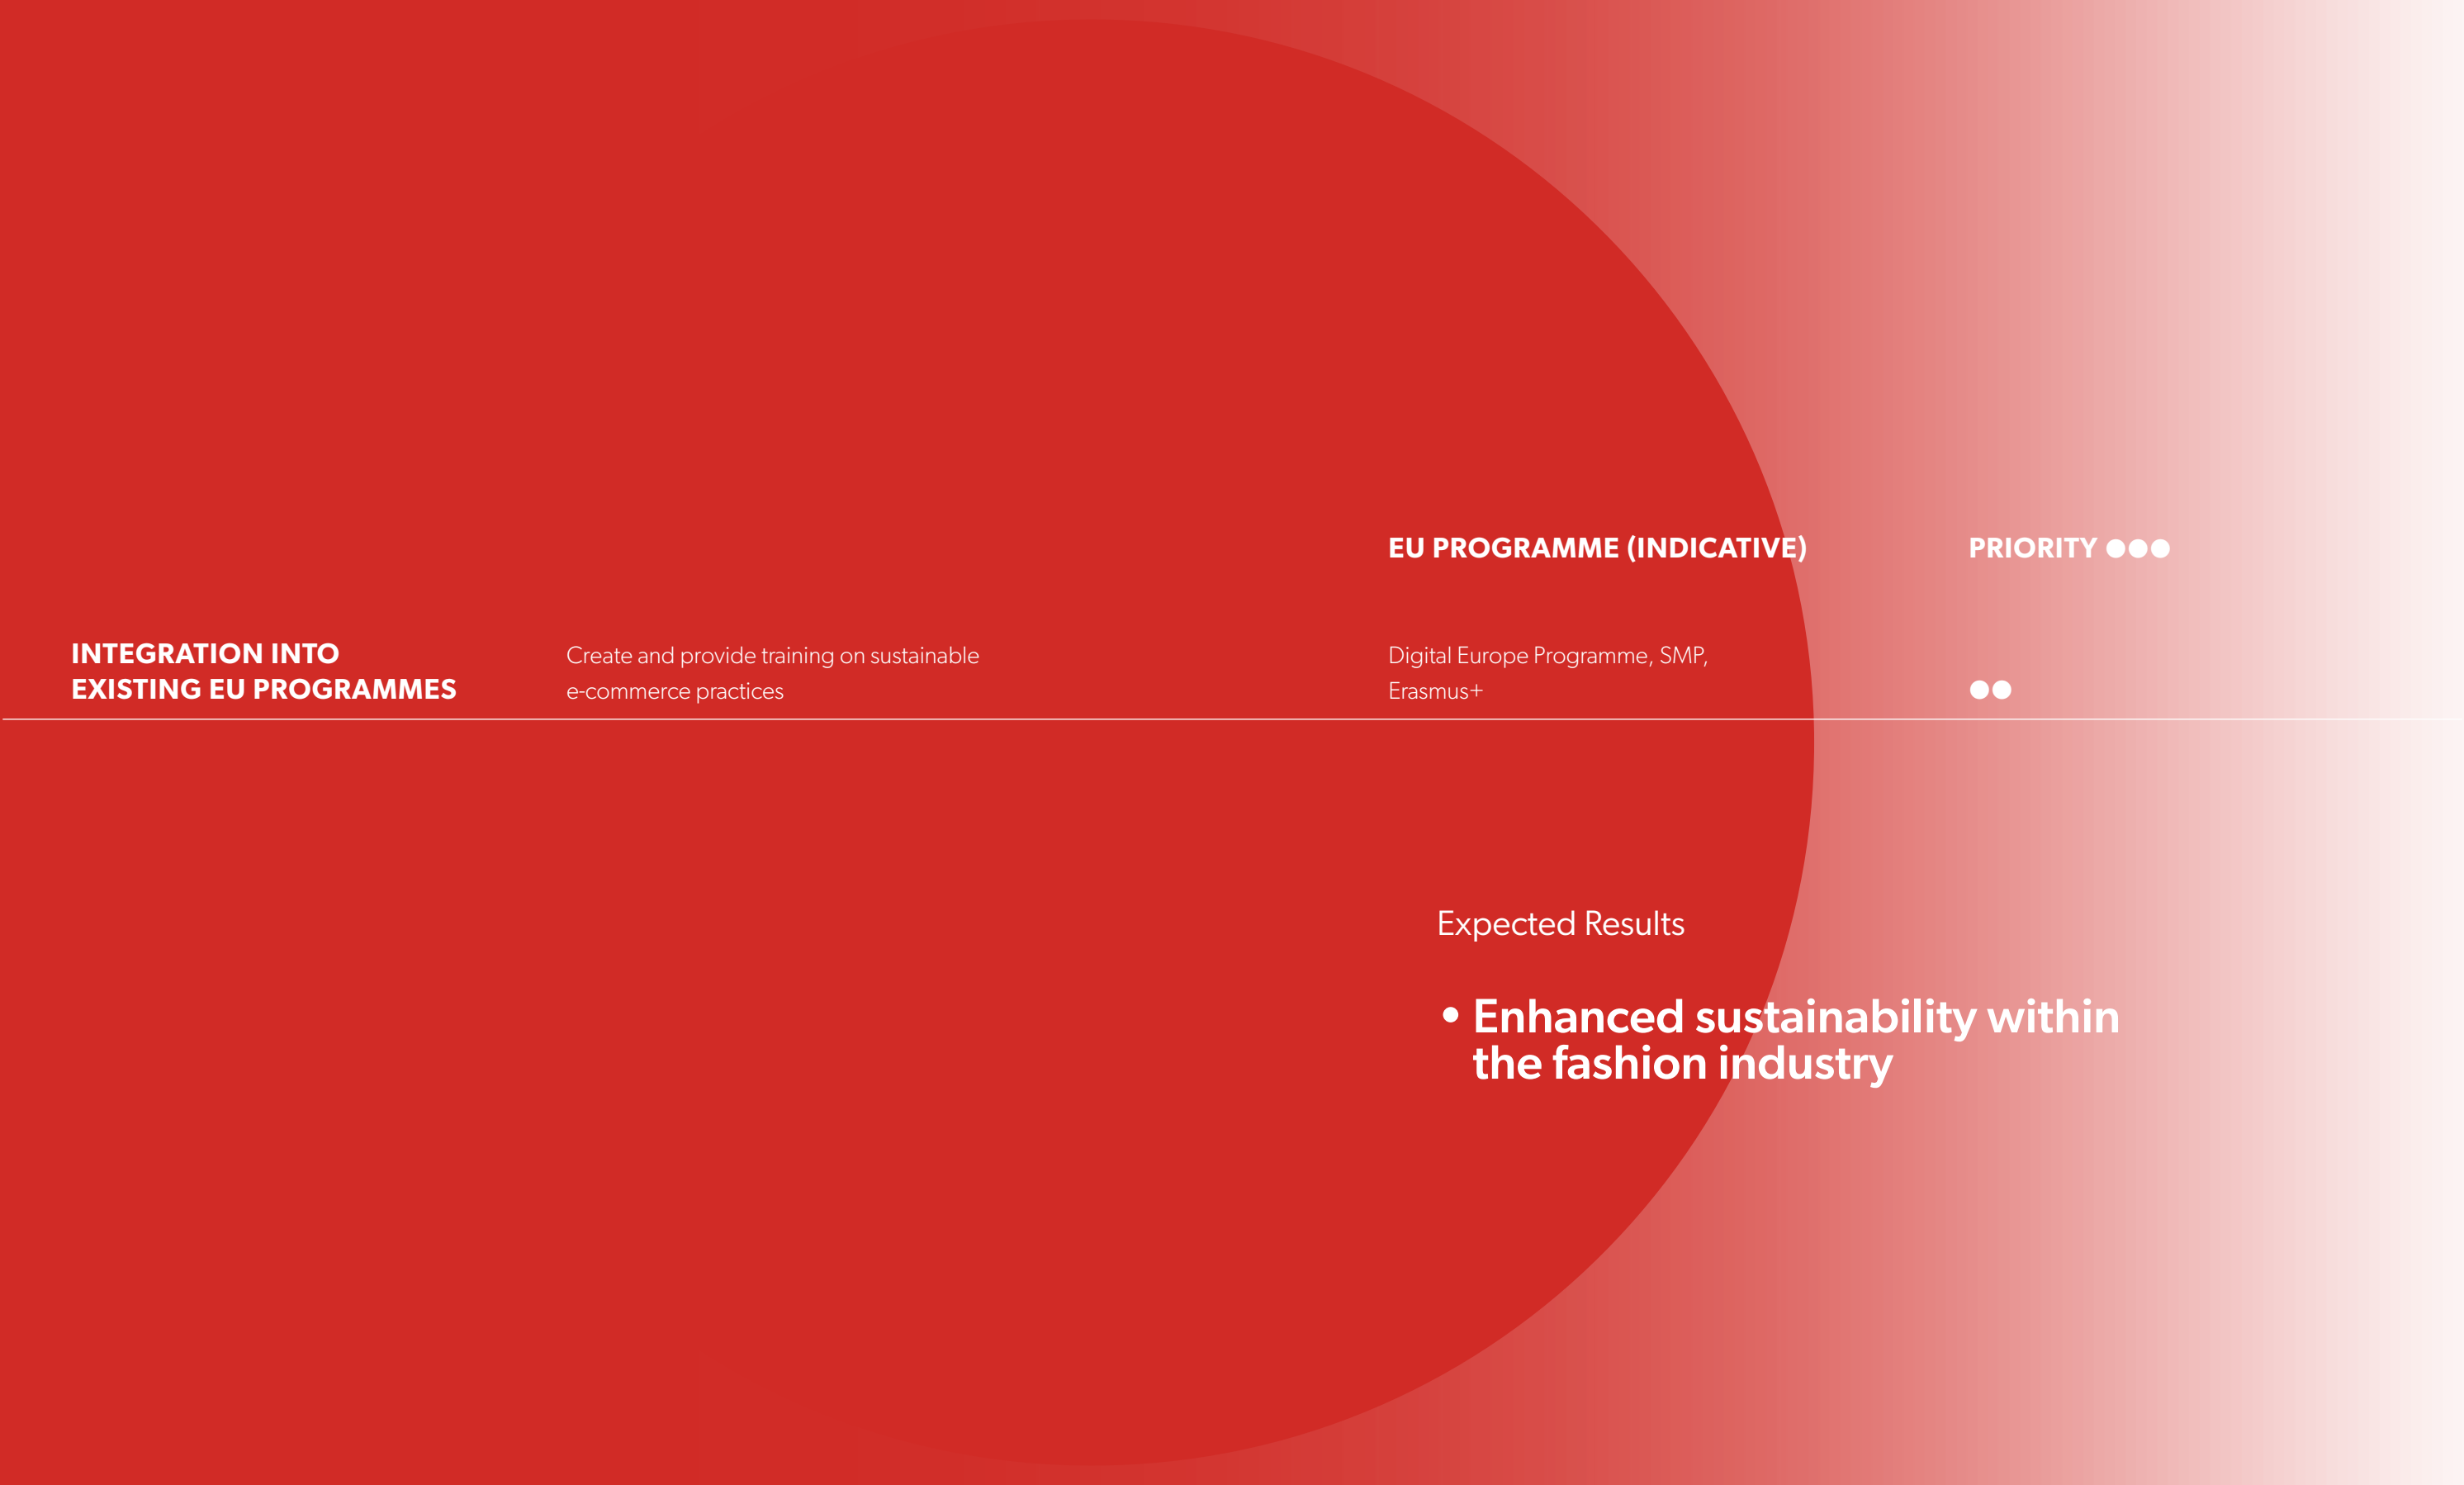 EU PROGRAMME (INDICATIVE) PRIORITY ●●●
INTEGRATION INTO
EXISTING EU PROGRAMMES
Create and provide training on sustainable
e-commerce practices
Digital Europe Programme, SMP,
Erasmus+
●●
Expected Results
• Enhanced sustainability within
the fashion industry